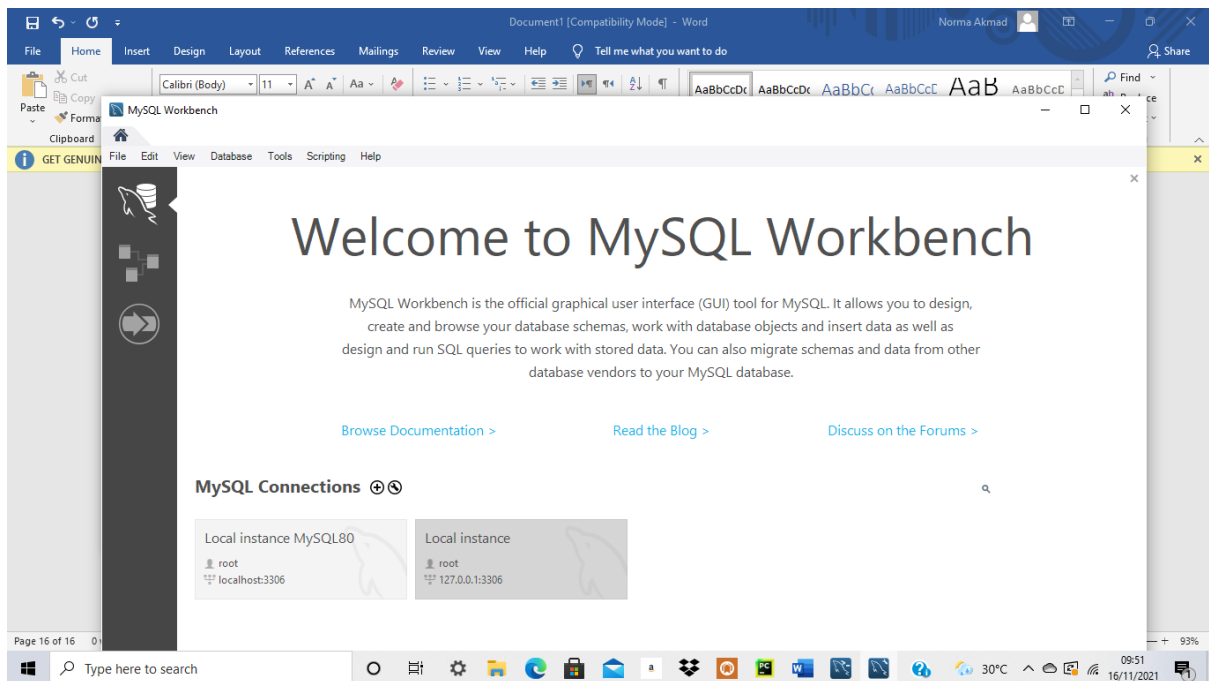 Document1 [Compatibility Mode] - Word
Norma Akmad
File Home Insert Design Layout References Mailings Review View Help Tell me what you want to do
Share
Cut
Calibri (Body) 11 A A Aa
AaBbCcDc AaBbCcDc AaBbCc AaBbCcE AaB AaBbCcE
Find
Copy
Paste
Clipboard
MySQL Workbench
GET GENUIN
File Edit View Database Tools Scripting Help
Welcome to MySQL Workbench
MySQL Workbench is the official graphical user interface (GUI) tool for MySQL. It allows you to design,
create and browse your database schemas, work with database objects and insert data as well as
design and run SQL queries to work with stored data. You can also migrate schemas and data from other
database vendors to your MySQL database.
Browse Documentation > Read the Blog > Discuss on the Forums >
MySQL Connections
Local instance MySQL80
root
localhost:3306
Local instance
root
127.0.0.1:3306
Page 16 of 16
93%
Type here to search
30°C
09:51
16/11/2021